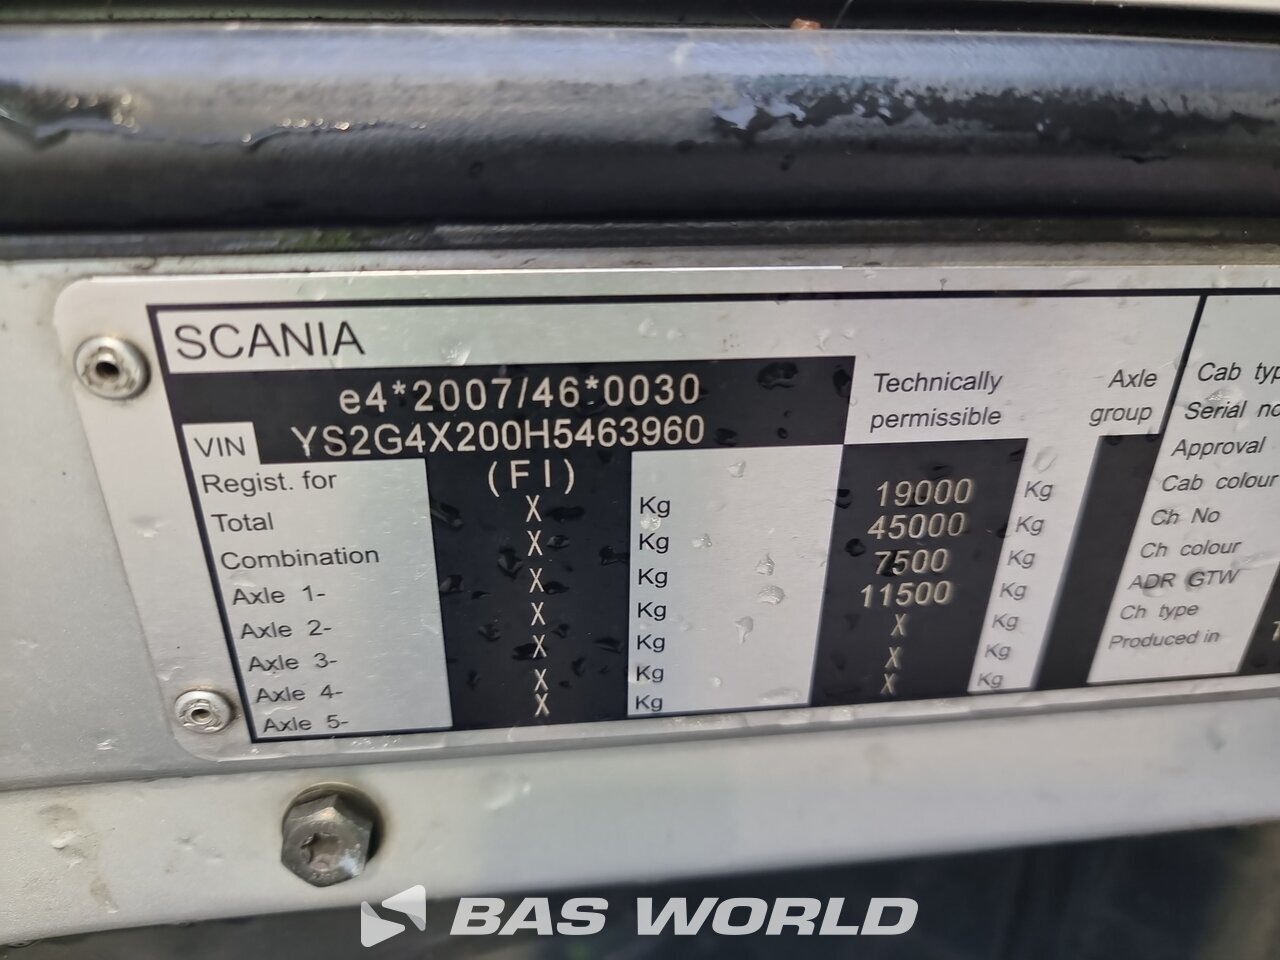 SCANIA
e4*2007/46*0030
VIN YS2G4X200H5463960
Regist. for (FI)
Total X Kg 19000 Kg
Combination X Kg 45000 Kg
Axle 1- X Kg 7500 Kg
Axle 2- X Kg 11500 Kg
Axle 3- X Kg X Kg
Axle 4- X Kg X Kg
Axle 5- X Kg X Kg
Technically permissible
Axle group
Cab typ
Serial no
Approval
Cab colour
Ch No
Ch colour
ADR GTW
Ch type
Produced in
BAS WORLD